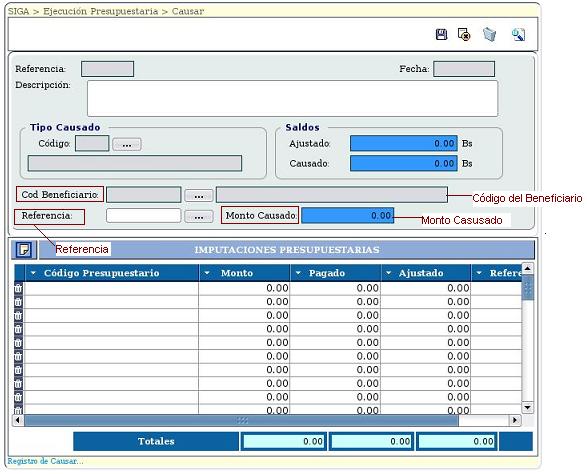 SIGA > Ejecución Presupuestaria > Causar
Referencia: Fecha:
Descripción:
Tipo Causado Saldos
Código: ... Ajustado: 0.00 Bs
Causado: 0.00 Bs
Cod Beneficiario: ... Código del Beneficiario
Referencia: ... Monto Causado: 0.00 Monto Casusado
Referencia
IMPUTACIONES PRESUPUESTARIAS
Código Presupuestario Monto Pagado Ajustado Refere
0.00 0.00 0.00
0.00 0.00 0.00
0.00 0.00 0.00
0.00 0.00 0.00
0.00 0.00 0.00
0.00 0.00 0.00
0.00 0.00 0.00
0.00 0.00 0.00
0.00 0.00 0.00
0.00 0.00 0.00
Totales 0.00 0.00 0.00
Registro de Causar...